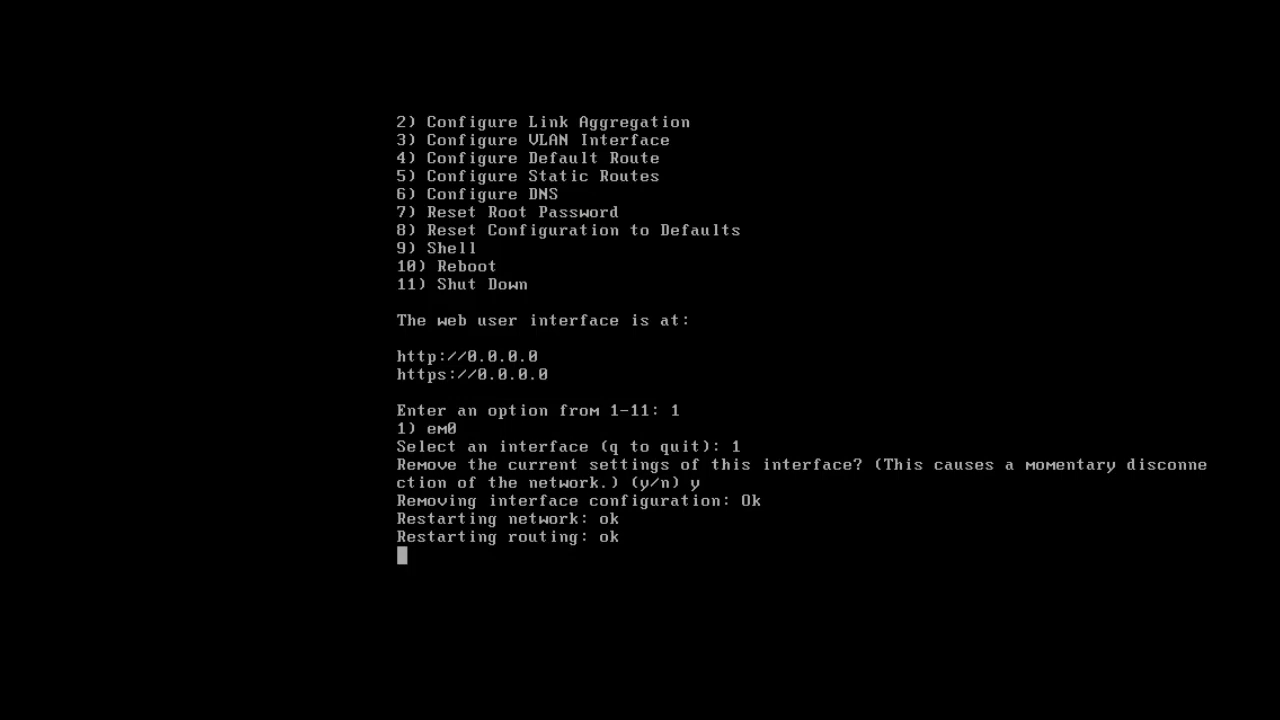 2) Configure Link Aggregation
3) Configure VLAN Interface
4) Configure Default Route
5) Configure Static Routes
6) Configure DNS
7) Reset Root Password
8) Reset Configuration to Defaults
9) Shell
10) Reboot
11) Shut Down
The web user interface is at:
http://0.0.0.0
https://0.0.0.0
Enter an option from 1-11: 1
1) em0
Select an interface (q to quit): 1
Remove the current settings of this interface? (This causes a momentary disconne
ction of the network.) (y/n) y
Removing interface configuration: Ok
Restarting network: ok
Restarting routing: ok